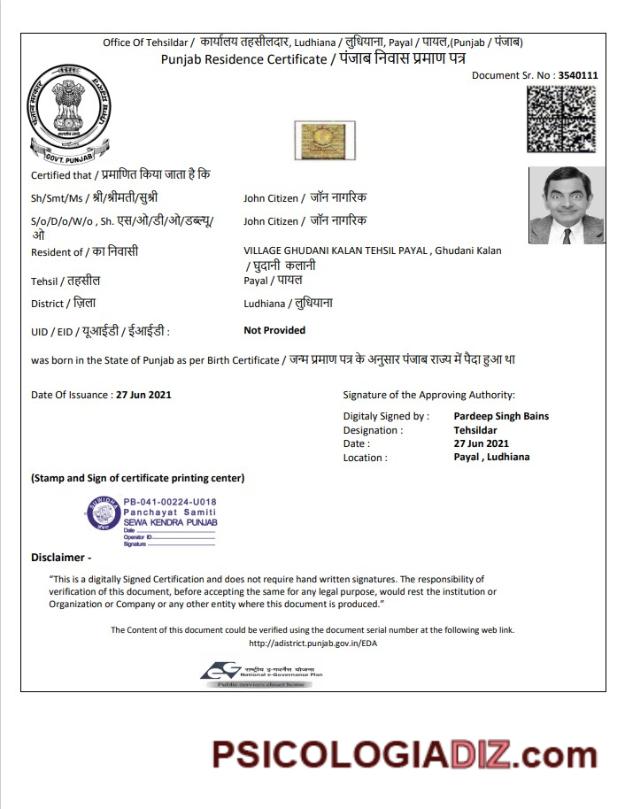 Office Of Tehsildar / कार्यालय तहसीलदार, Ludhiana / लुधियाना, Payal / पायल,(Punjab / पंजाब)
Punjab Residence Certificate / पंजाब निवास प्रमाण पत्र
Document Sr. No : 3540111
GOVT. PUNJAB
Certified that / प्रमाणित किया जाता है कि
Sh/Smt/Ms / श्री/श्रीमती/सुश्री John Citizen / जॉन नागरिक
S/o/D/o/W/o , Sh. एस/ओ/डी/ओ/डब्ल्यू/ John Citizen / जॉन नागरिक
ओ
Resident of / का निवासी VILLAGE GHUDANI KALAN TEHSIL PAYAL , Ghudani Kalan
/ घुदानी कलानी
Tehsil / तहसील Payal / पायल
District / ज़िला Ludhiana / लुधियाना
UID / EID / यूआईडी / ईआईडी : Not Provided
was born in the State of Punjab as per Birth Certificate / जन्म प्रमाण पत्र के अनुसार पंजाब राज्य में पैदा हुआ था
Date Of Issuance : 27 Jun 2021 Signature of the Approving Authority:
Digitaly Signed by : Pardeep Singh Bains
Designation : Tehsildar
Date : 27 Jun 2021
Location : Payal , Ludhiana
(Stamp and Sign of certificate printing center)
PB-041-00224-U018
Panchayat Samiti
SEWA KENDRA PUNJAB
Date
Operator ID
Signature
Disclaimer -
"This is a digitally Signed Certification and does not require hand written signatures. The responsibility of
verification of this document, before accepting the same for any legal purpose, would rest the institution or
Organization or Company or any other entity where this document is produced."
The Content of this document could be verified using the document serial number at the following web link.
http://adistrict.punjab.gov.in/EDA
राष्ट्रीय ई-गवर्नेंस योजना
National e-Governance Plan
Public services closer home
PSICOLOGIADIZ.com